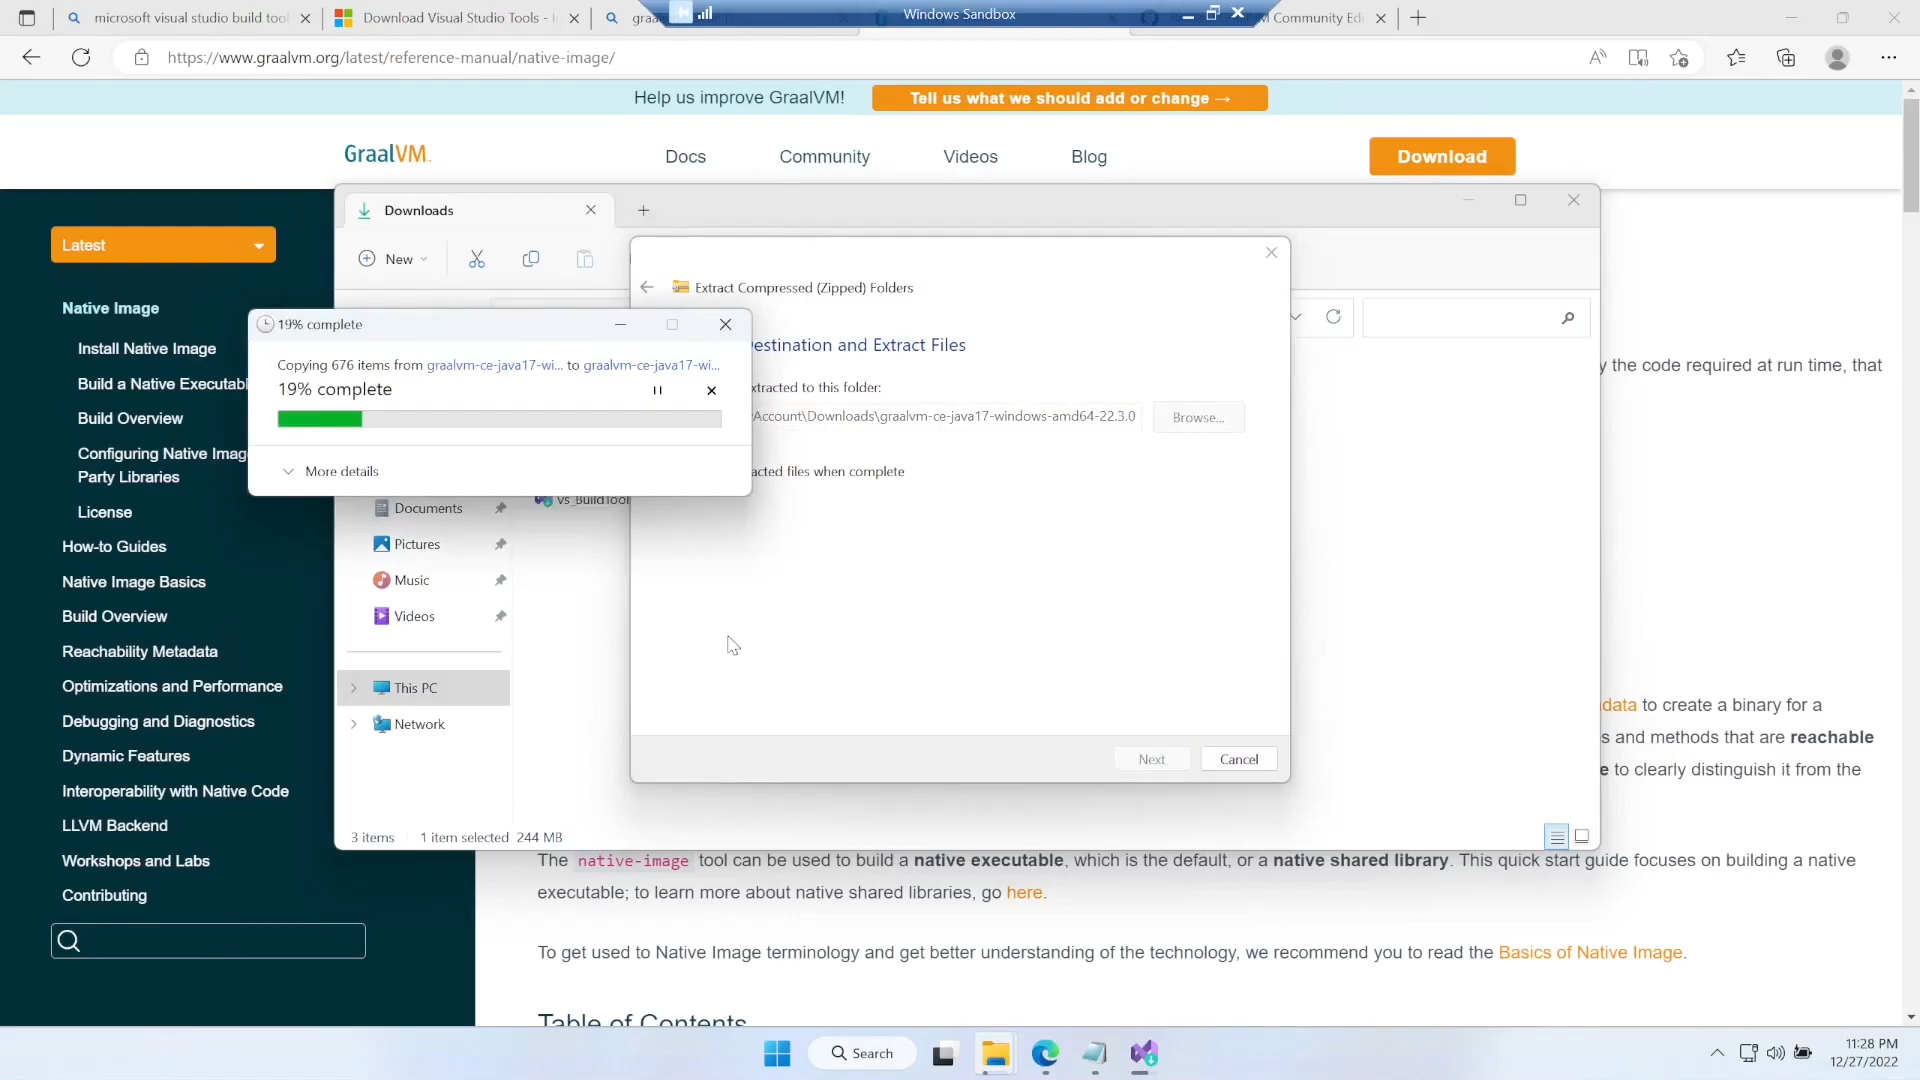 microsoft visual studio build tool
Download Visual Studio Tools - i
graa
Windows Sandbox
M Community Edi
https://www.graalvm.org/latest/reference-manual/native-image/
Help us improve GraalVM!
Tell us what we should add or change →
GraalVM
Docs
Community
Videos
Blog
Download
Latest
Native Image
Install Native Image
Build a Native Executabl
Build Overview
Configuring Native Imag
Party Libraries
License
How-to Guides
Native Image Basics
Build Overview
Reachability Metadata
Optimizations and Performance
Debugging and Diagnostics
Dynamic Features
Interoperability with Native Code
LLVM Backend
Workshops and Labs
Contributing
Downloads
New
Extract Compressed (Zipped) Folders
estination and Extract Files
xtracted to this folder:
Account\Downloads\graalvm-ce-java17-windows-amd64-22.3.0
Browse...
acted files when complete
Next
Cancel
19% complete
Copying 676 items from graalvm-ce-java17-wi... to graalvm-ce-java17-wi...
19% complete
More details
vs_BuildTool
Documents
Pictures
Music
Videos
This PC
Network
3 items
1 item selected 244 MB
y the code required at run time, that
data to create a binary for a
s and methods that are reachable
e to clearly distinguish it from the
The native-image tool can be used to build a native executable, which is the default, or a native shared library. This quick start guide focuses on building a native
executable; to learn more about native shared libraries, go here.
To get used to Native Image terminology and get better understanding of the technology, we recommend you to read the Basics of Native Image.
Table of Contents
Search
11:28 PM
12/27/2022